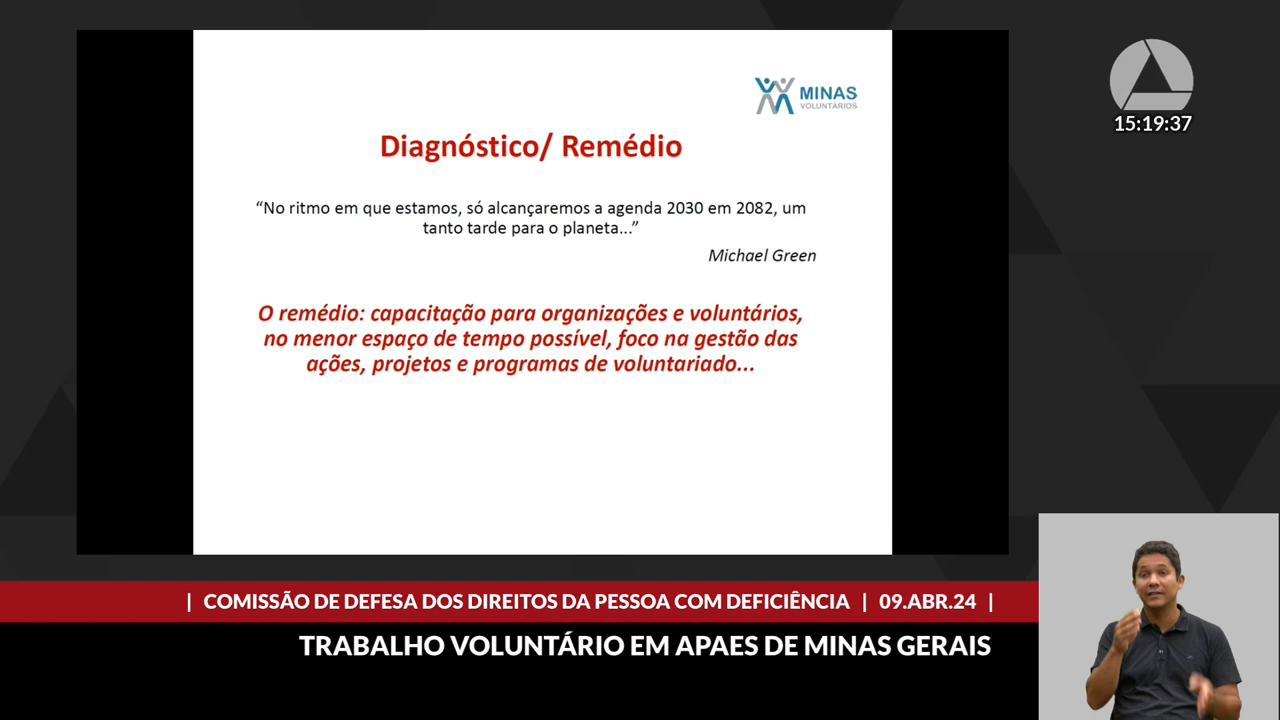 MINAS
VOLUNTÁRIOS
15:19:37
Diagnóstico/ Remédio
“No ritmo em que estamos, só alcançaremos a agenda 2030 em 2082, um
tanto tarde para o planeta...”
Michael Green
O remédio: capacitação para organizações e voluntários,
no menor espaço de tempo possível, foco na gestão das
ações, projetos e programas de voluntariado...
| COMISSÃO DE DEFESA DOS DIREITOS DA PESSOA COM DEFICIÊNCIA | 09.ABR.24 |
TRABALHO VOLUNTÁRIO EM APAES DE MINAS GERAIS